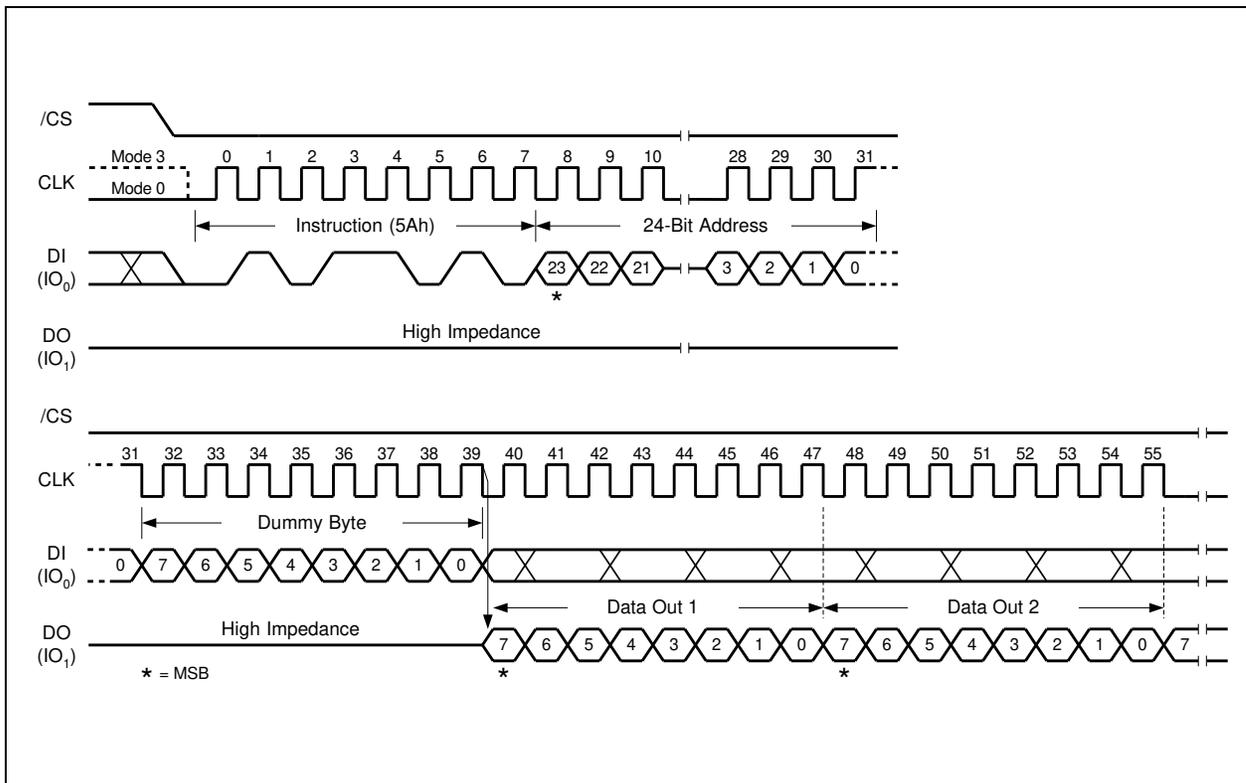 /CS
Mode 3 0 1 2 3 4 5 6 7 8 9 10 28 29 30 31
CLK
Mode 0
Instruction (5Ah) 24-Bit Address
DI
(IO0)
23 22 21 3 2 1 0
*
High Impedance
DO
(IO1)
/CS
31 32 33 34 35 36 37 38 39 40 41 42 43 44 45 46 47 48 49 50 51 52 53 54 55
CLK
Dummy Byte
DI
(IO0)
0 7 6 5 4 3 2 1 0
Data Out 1 Data Out 2
High Impedance
DO
(IO1)
7 6 5 4 3 2 1 0 7 6 5 4 3 2 1 0 7
* = MSB * *